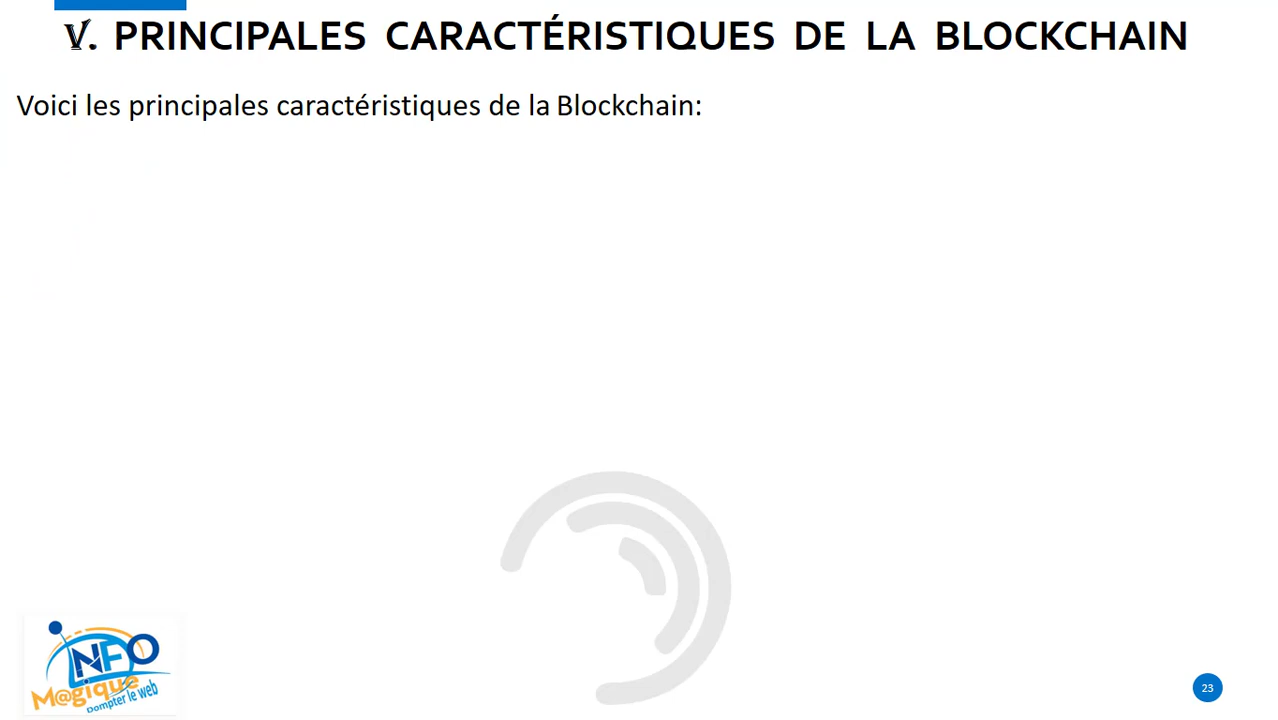 V. PRINCIPALES CARACTÉRISTIQUES DE LA BLOCKCHAIN
Voici les principales caractéristiques de la Blockchain:
INFO
M@gique
Dompter le web
23